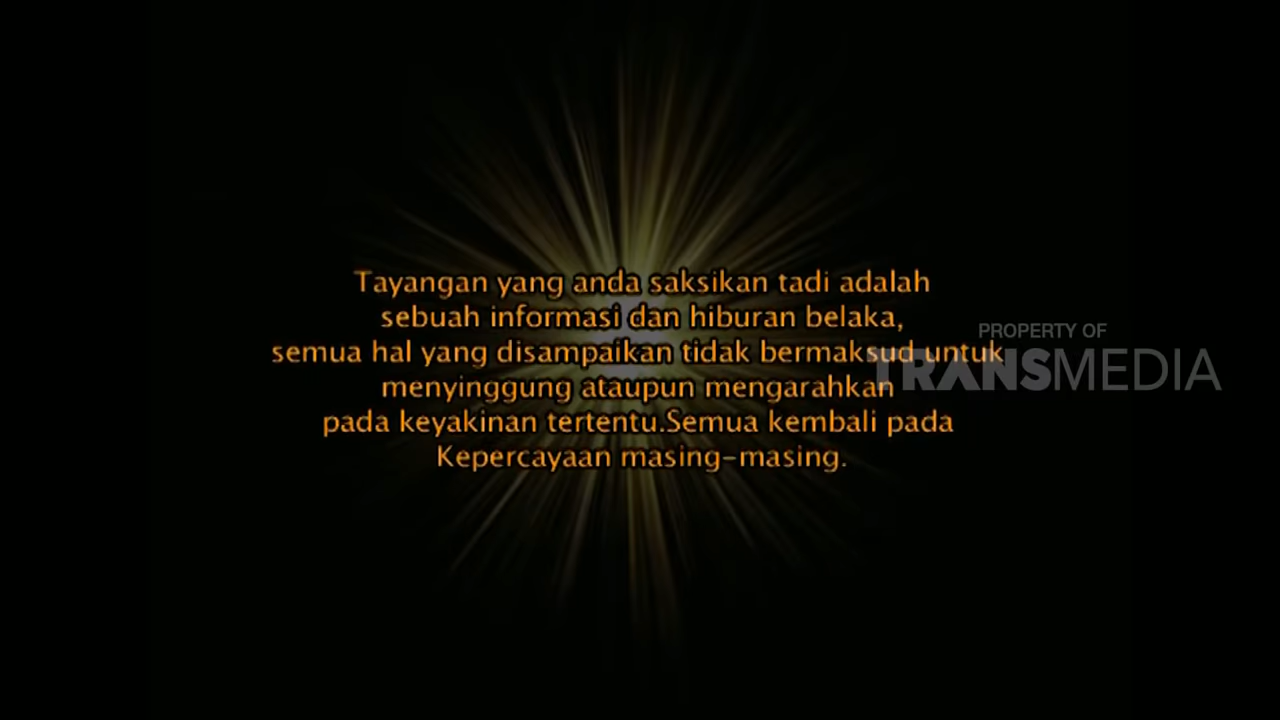 Tayangan yang anda saksikan tadi adalah
sebuah informasi dan hiburan belaka,
semua hal yang disampaikan tidak bermaksud untuk
menyinggung ataupun mengarahkan
pada keyakinan tertentu.Semua kembali pada
Kepercayaan masing-masing.
PROPERTY OF
TRANSMEDIA